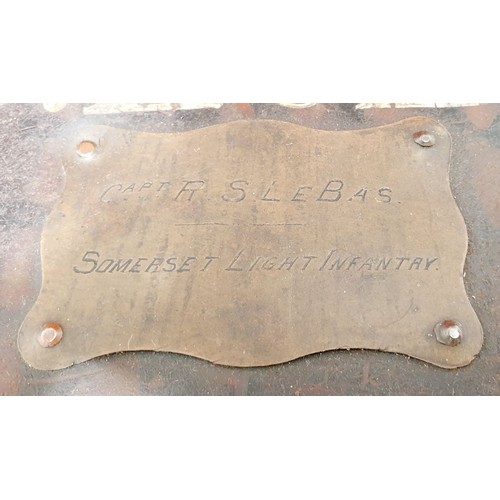 CAPT R S LE BAS.
SOMERSET LIGHT INFANTRY.